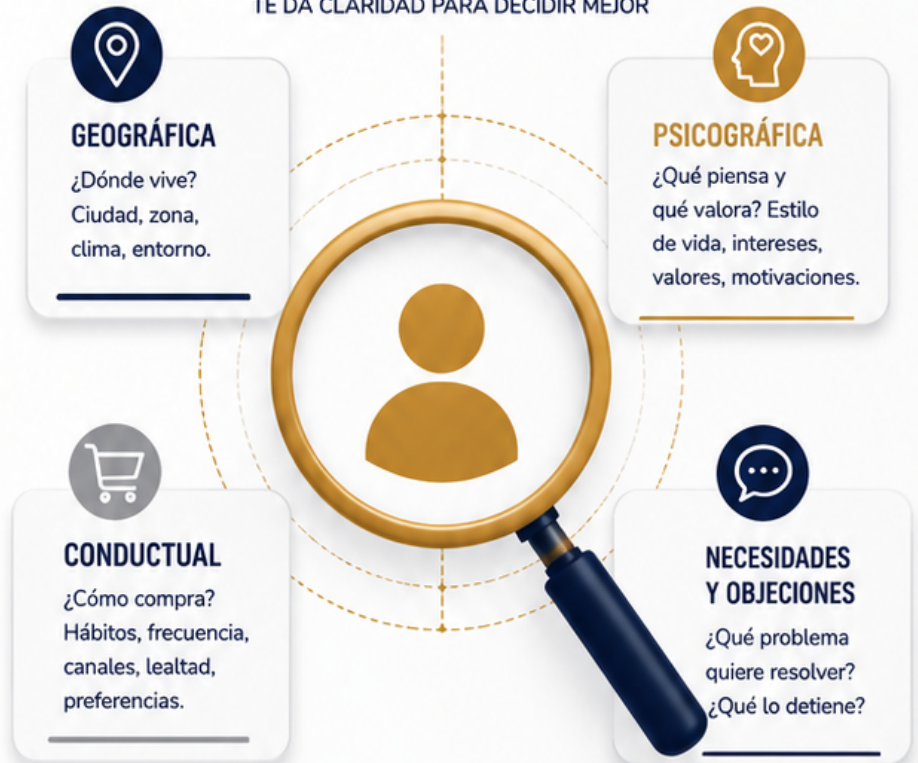 TE DA CLARIDAD PARA DECIDIR MEJOR
GEOGRÁFICA
¿Dónde vive?
Ciudad, zona,
clima, entorno.
PSICOGRÁFICA
¿Qué piensa y
qué valora? Estilo
de vida, intereses,
valores, motivaciones.
CONDUCTUAL
¿Cómo compra?
Hábitos, frecuencia,
canales, lealtad,
preferencias.
NECESIDADES
Y OBJECIONES
¿Qué problema
quiere resolver?
¿Qué lo detiene?